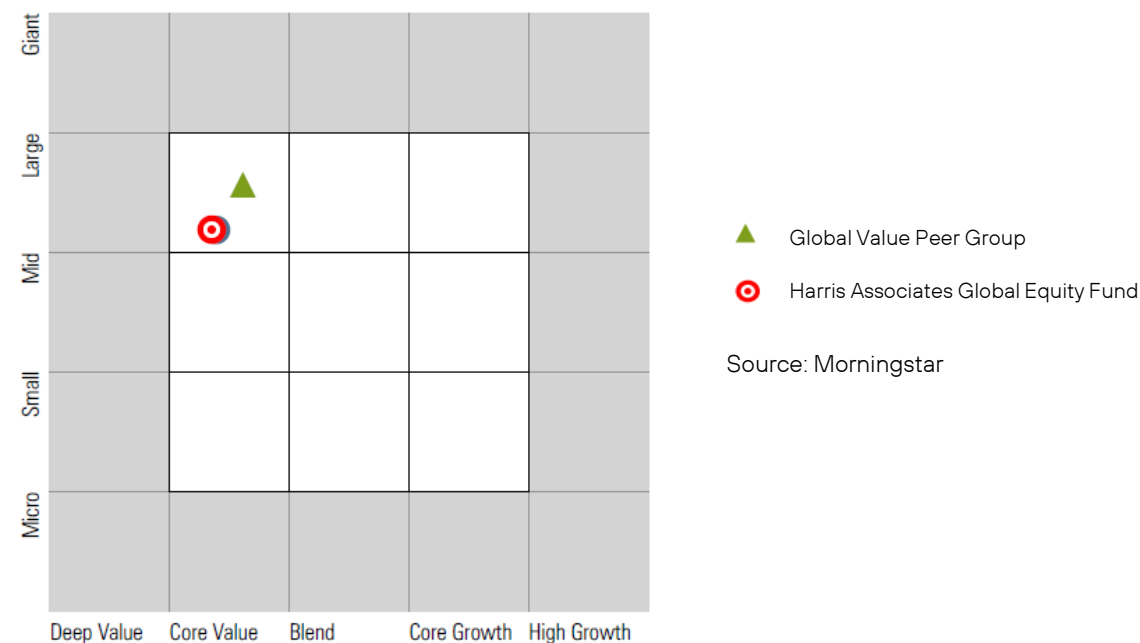 Giant
Large
Mid
Small
Micro
Deep Value
Core Value
Blend
Core Growth
High Growth
Global Value Peer Group
Harris Associates Global Equity Fund
Source: Morningstar